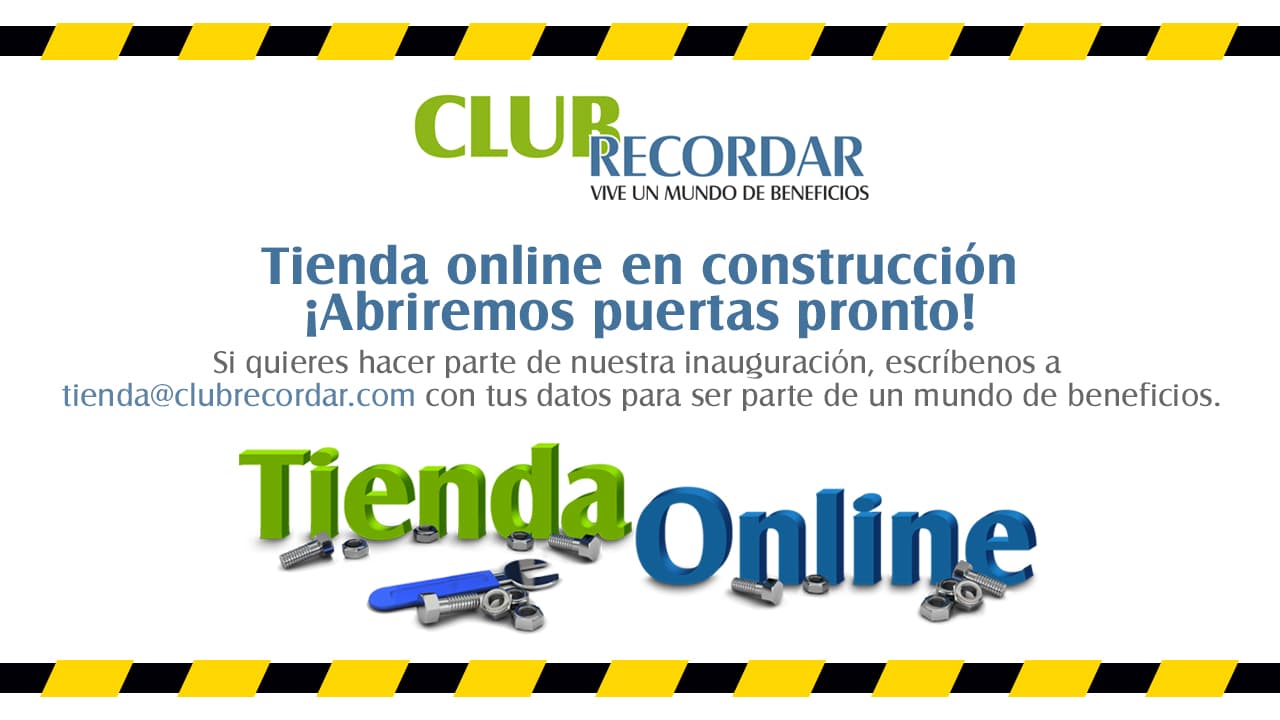 CLUB
RECORDAR
VIVE UN MUNDO DE BENEFICIOS
Tienda online en construcción
¡Abriremos puertas pronto!
Si quieres hacer parte de nuestra inauguración, escríbenos a
tienda@clubrecordar.com con tus datos para ser parte de un mundo de beneficios.
Tienda
Online